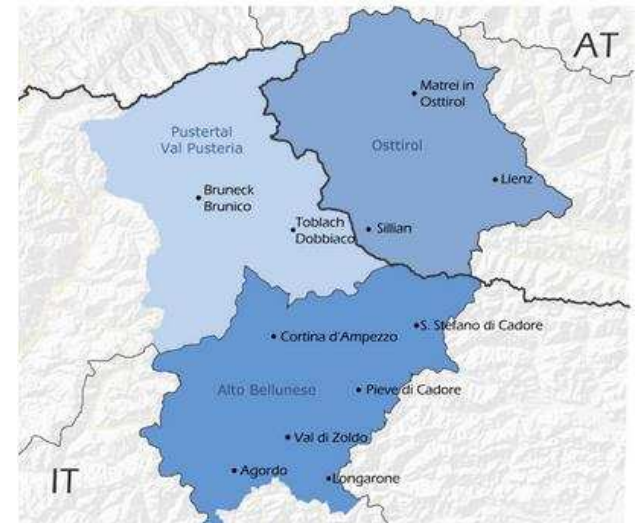 AT
Matrei in
Osttirol
Pustertal
Val Pusteria
Osttirol
Lienz
Bruneck
Brunico
Toblach
Dobbiaco
Sillian
S. Stefano di Cadore
Cortina d'Ampezzo
Alto Bellunese
Pieve di Cadore
Val di Zoldo
Agordo
Longarone
IT